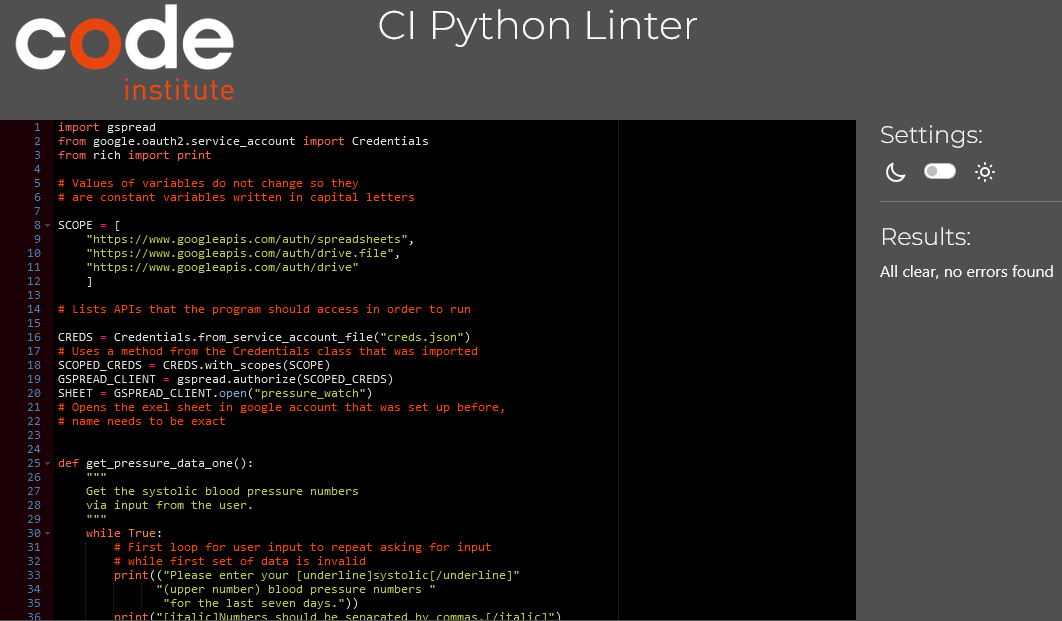 code
institute
CI Python Linter
1 import gspread
2 from google.oauth2.service_account import Credentials
3 from rich import print
4
5 # Values of variables do not change so they
6 # are constant variables written in capital letters
7
8 SCOPE = [
9     "https://www.googleapis.com/auth/spreadsheets",
10     "https://www.googleapis.com/auth/drive.file",
11     "https://www.googleapis.com/auth/drive"
12     ]
13
14 # Lists APIs that the program should access in order to run
15
16 CREDS = Credentials.from_service_account_file("creds.json")
17 # Uses a method from the Credentials class that was imported
18 SCOPED_CREDS = CREDS.with_scopes(SCOPE)
19 GSPREAD_CLIENT = gspread.authorize(SCOPED_CREDS)
20 SHEET = GSPREAD_CLIENT.open("pressure_watch")
21 # Opens the exel sheet in google account that was set up before,
22 # name needs to be exact
23
24
25 def get_pressure_data_one():
26     """
27     Get the systolic blood pressure numbers
28     via input from the user.
29     """
30     while True:
31         # First loop for user input to repeat asking for input
32         # while first set of data is invalid
33         print(("Please enter your [underline]systolic[/underline]"
34               "(upper number) blood pressure numbers "
35                "for the last seven days."))
36         print("[italic]Numbers should be separated by commas.[/italic]")
Settings:
Results:
All clear, no errors found